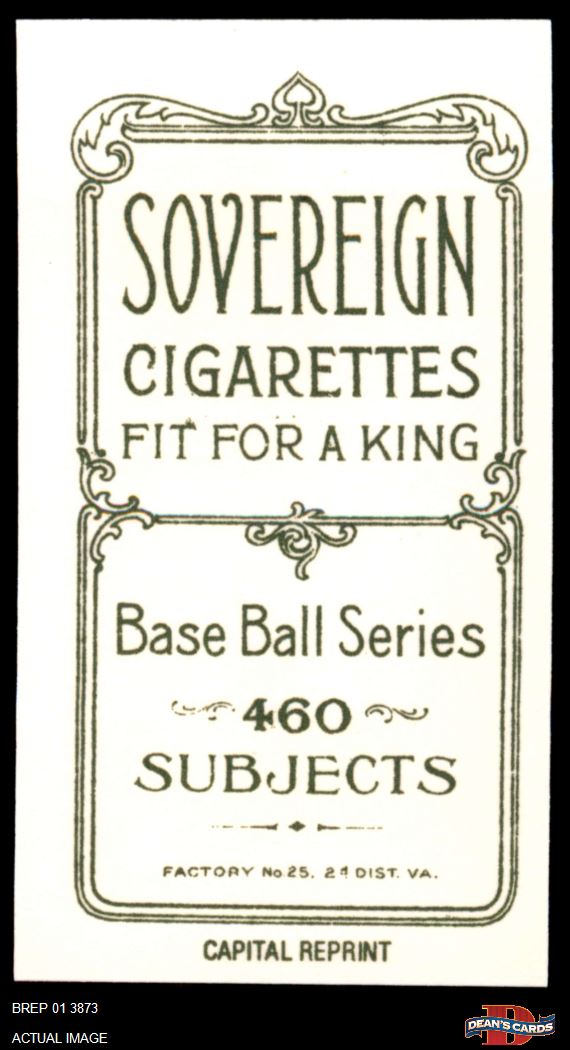 SOVEREIGN
CIGARETTES
FIT FOR A KING
Base Ball Series
460
SUBJECTS
FACTORY No 25, 2d DIST. VA.
CAPITAL REPRINT
BREP 01 3873
ACTUAL IMAGE
D
DEAN'S CARDS